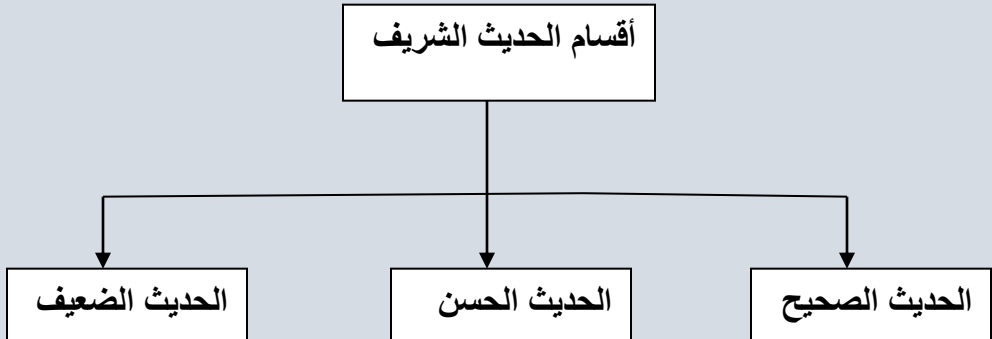 أقسام الحديث الشريف
الحديث الصحيح
الحديث الحسن
الحديث الضعيف